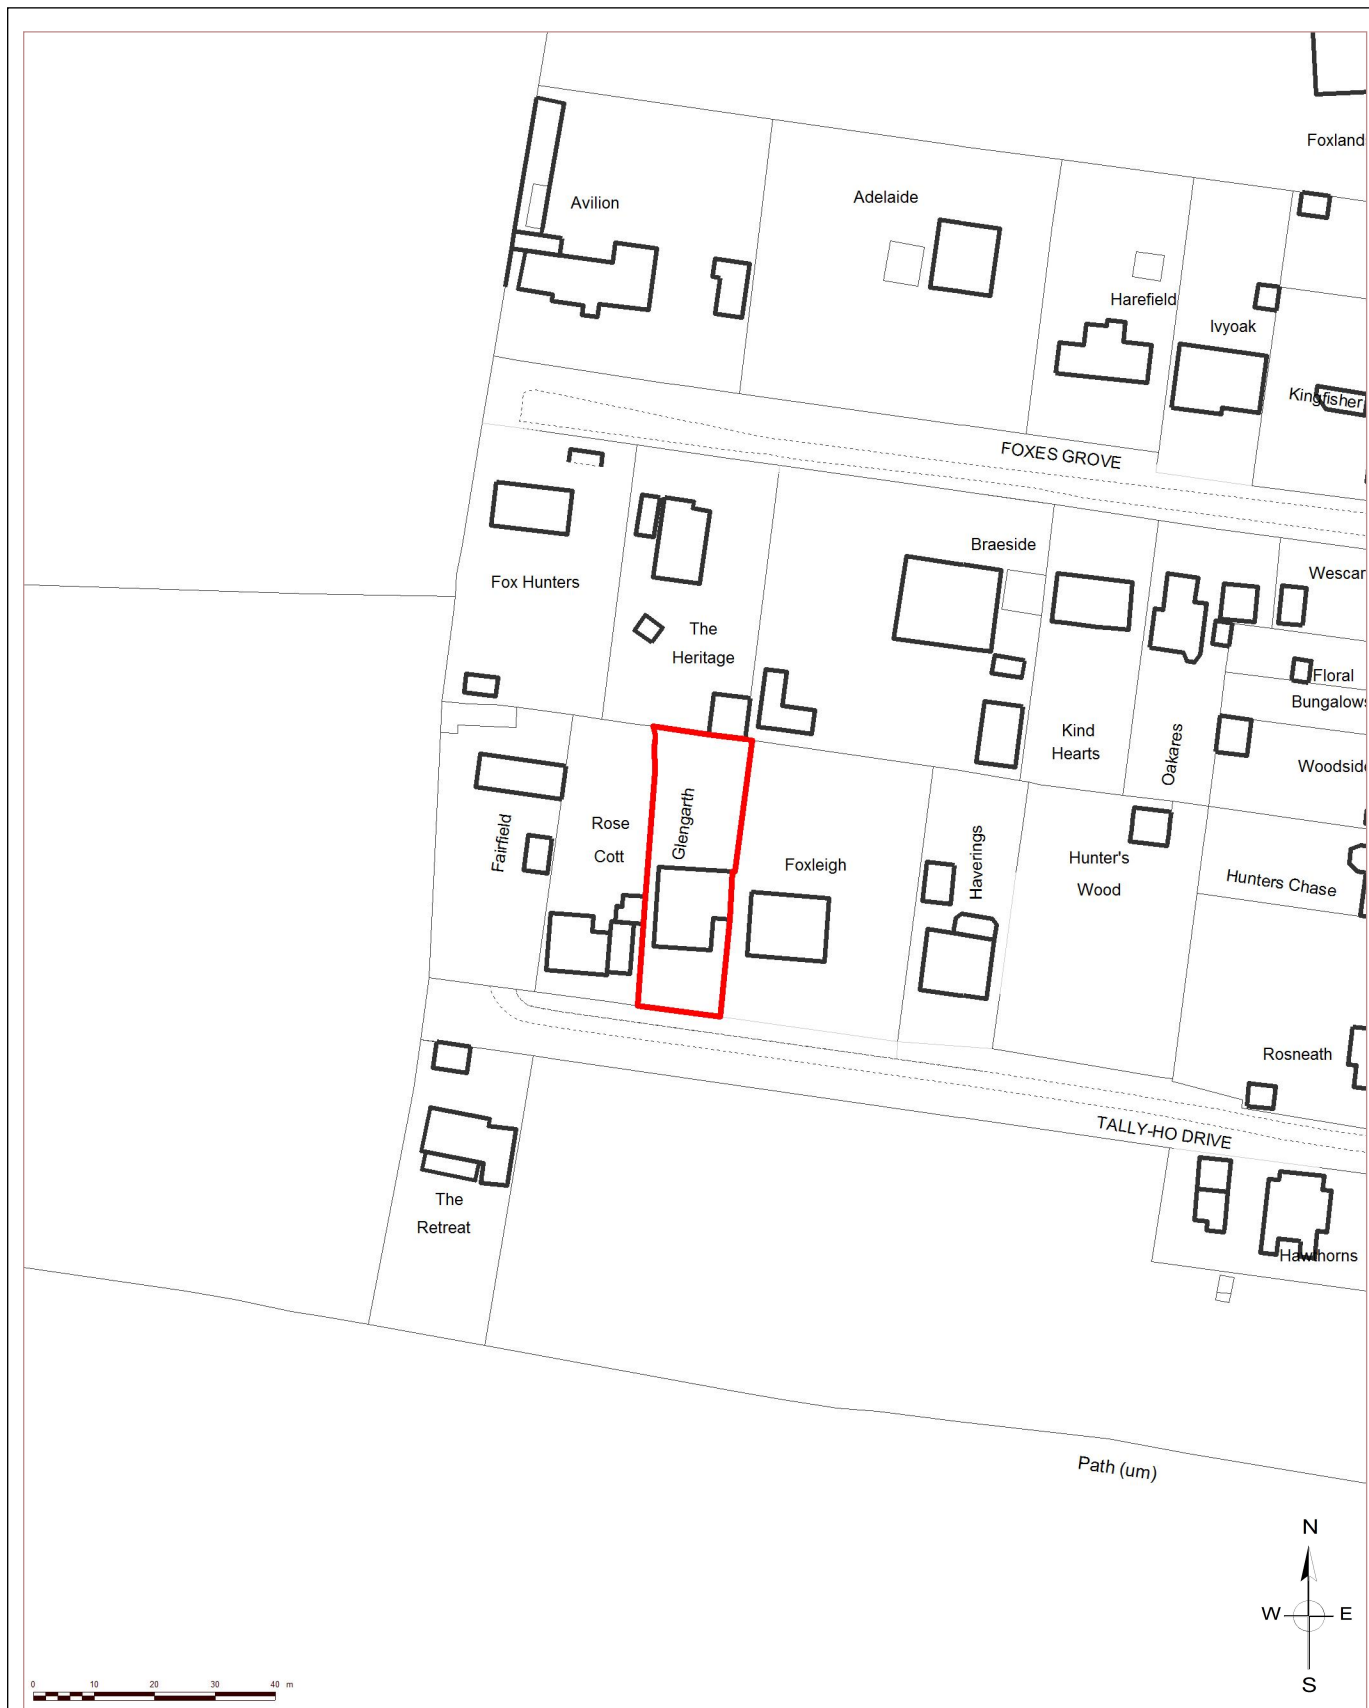 Foxland
Avilion
Adelaide
Harefield
Ivyoak
Kingfisher
FOXES GROVE
Braeside
Wescar
Fox Hunters
The
Heritage
Floral
Bungalows
Kind
Hearts
Oakares
Woodside
Glengarth
Rose
Cott
Fairfield
Foxleigh
Haverings
Hunter's
Wood
Hunters Chase
Rosneath
TALLY-HO DRIVE
The
Retreat
Hawthorns
Path (um)
N
W E
S
0 10 20 30 40 m